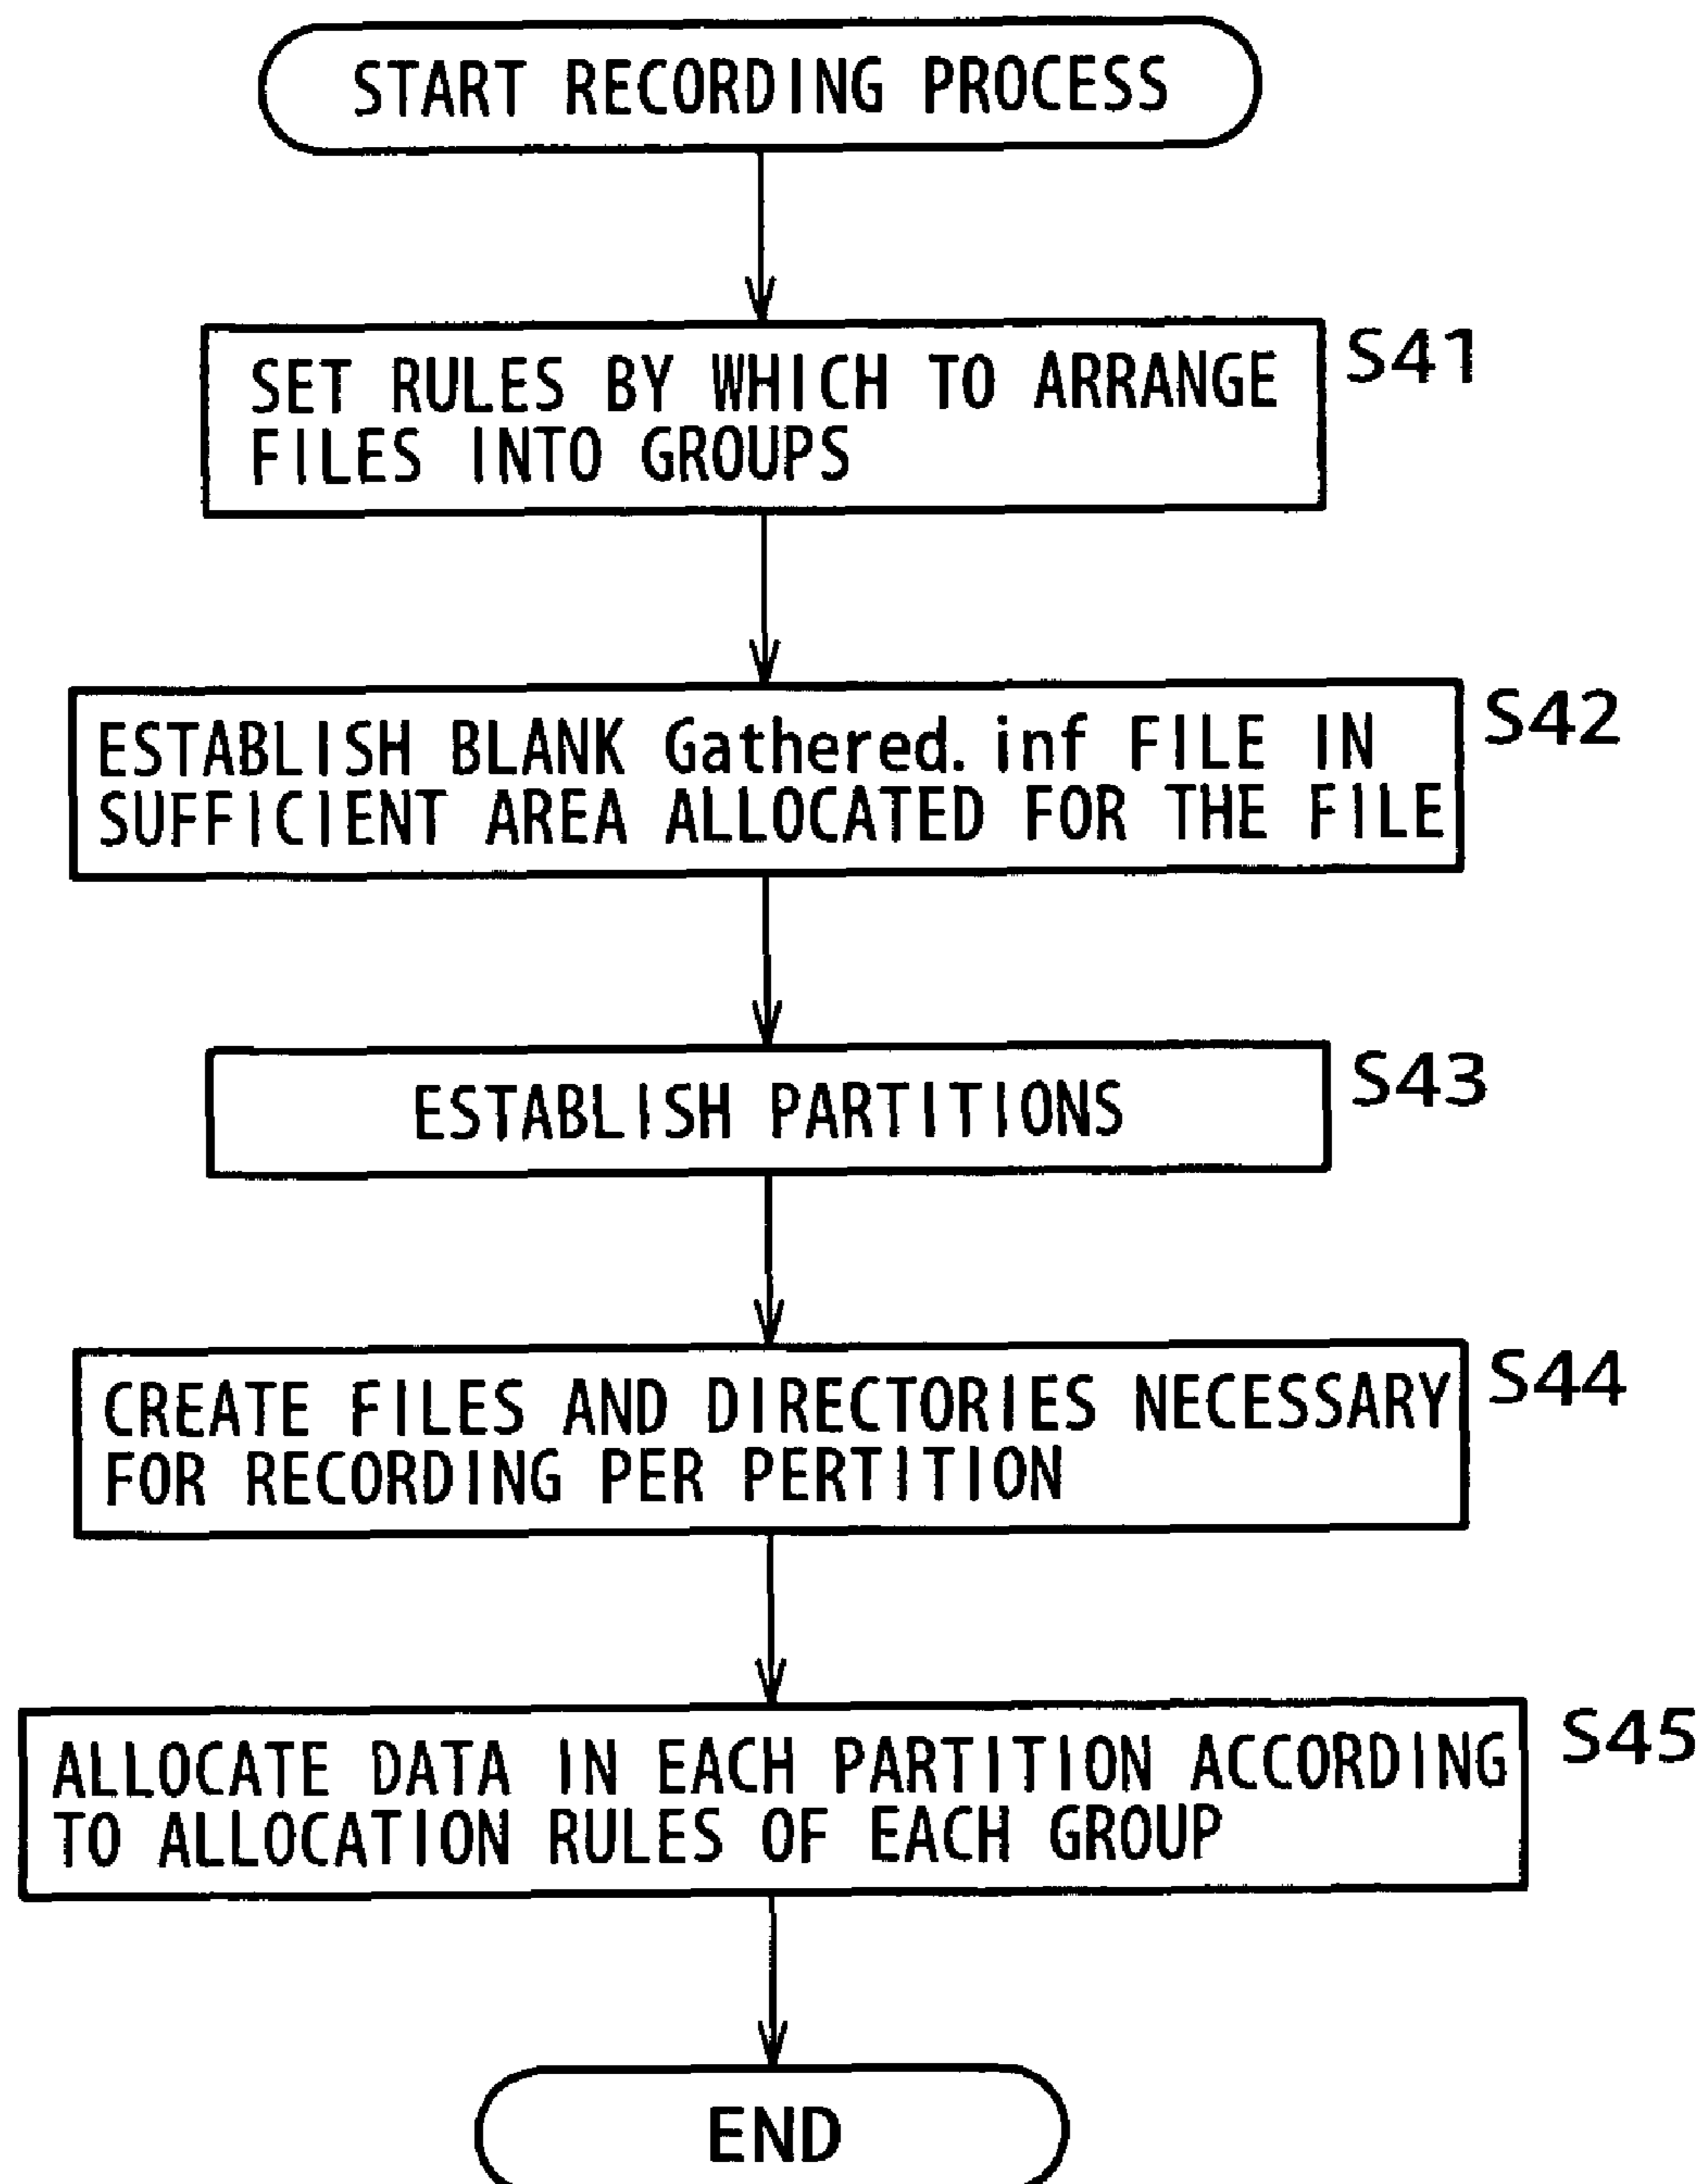 START RECORDING PROCESS
SET RULES BY WHICH TO ARRANGE
FILES INTO GROUPS
S41
ESTABLISH BLANK Gathered. inf FILE IN
SUFFICIENT AREA ALLOCATED FOR THE FILE
S42
ESTABLISH PARTITIONS
S43
CREATE FILES AND DIRECTORIES NECESSARY
FOR RECORDING PER PERTITION
S44
ALLOCATE DATA IN EACH PARTITION ACCORDING
TO ALLOCATION RULES OF EACH GROUP
S45
END